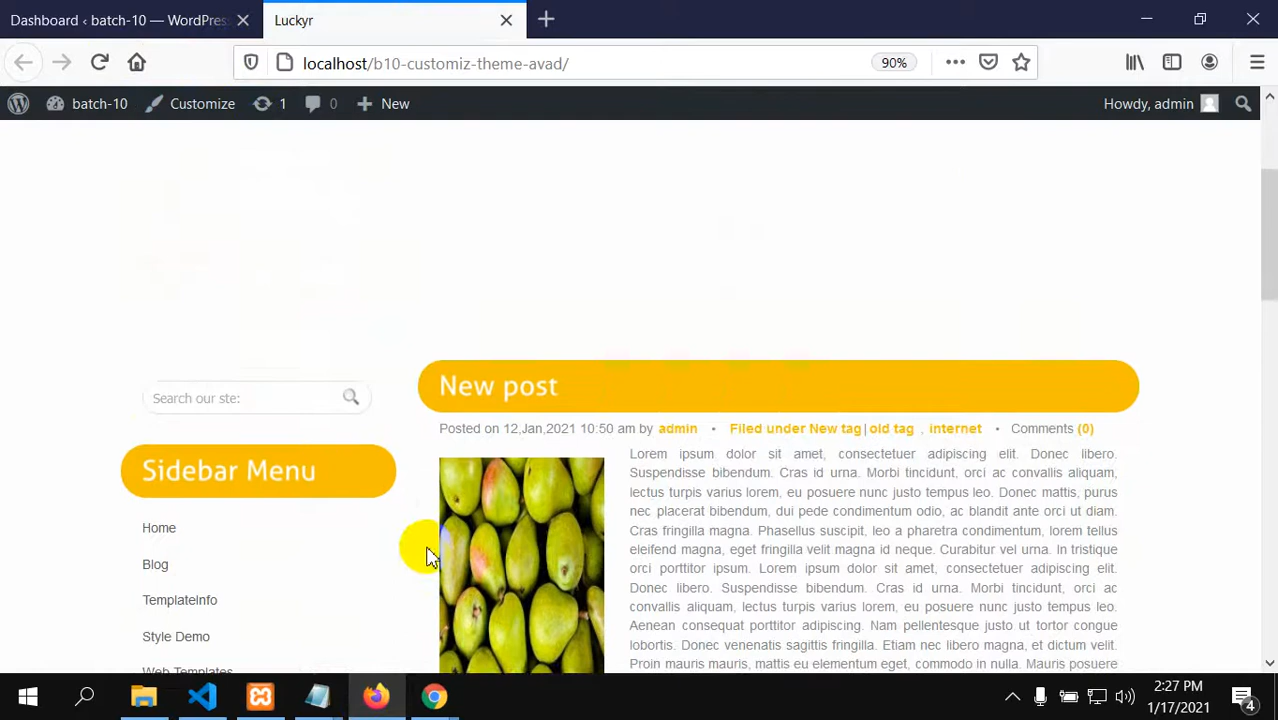 Dashboard ‹ batch-10 — WordPres
Luckyr
localhost/b10-customiz-theme-avad/
90%
batch-10
Customize
1
0
New
Howdy, admin
New post
Search our ste:
Posted on 12,Jan,2021 10:50 am by admin • Filed under New tag| old tag , internet • Comments (0)
Sidebar Menu
Home
Blog
TemplateInfo
Style Demo
Web Templates
Lorem ipsum dolor sit amet, consectetuer adipiscing elit. Donec libero.
Suspendisse bibendum. Cras id urna. Morbi tincidunt, orci ac convallis aliquam,
lectus turpis varius lorem, eu posuere nunc justo tempus leo. Donec mattis, purus
nec placerat bibendum, dui pede condimentum odio, ac blandit ante orci ut diam.
Cras fringilla magna. Phasellus suscipit, leo a pharetra condimentum, lorem tellus
eleifend magna, eget fringilla velit magna id neque. Curabitur vel urna. In tristique
orci porttitor ipsum. Lorem ipsum dolor sit amet, consectetuer adipiscing elit.
Donec libero. Suspendisse bibendum. Cras id urna. Morbi tincidunt, orci ac
convallis aliquam, lectus turpis varius lorem, eu posuere nunc justo tempus leo.
Aenean consequat porttitor adipiscing. Nam pellentesque justo ut tortor congue
lobortis. Donec venenatis sagittis fringilla. Etiam nec libero magna, et dictum velit.
Proin mauris mauris, mattis eu elementum eget, commodo in nulla. Mauris posuere
2:27 PM
1/17/2021
4